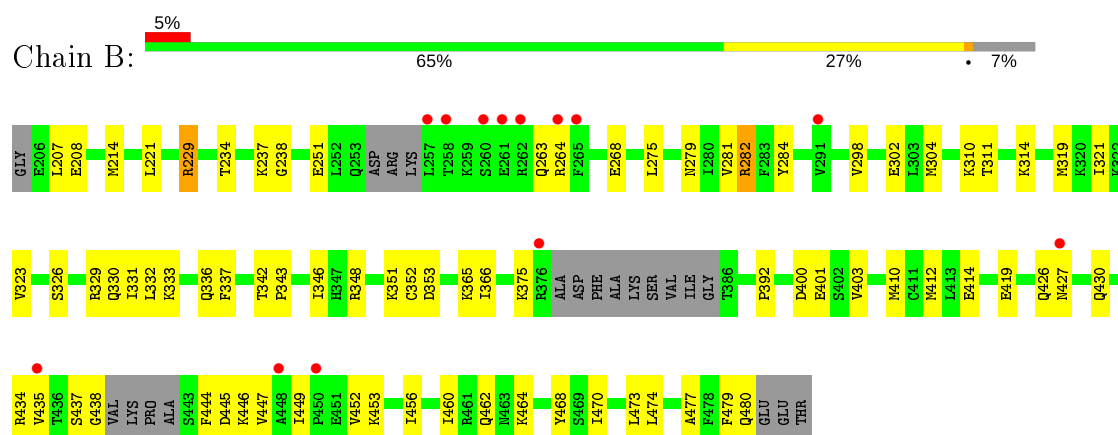 5%
Chain B:
65% 27% • 7%
GLY E206 L207 E208 M214 L221 R229 T234 K237 G238 E251 L252 Q253 ASP ARG LYS L257 T258 K259 S260 E261 R262 Q263 R264 F265 E268 L275 N279 I280 V281 R282 F283 Y284 V291 V298 E302 L303 M304 K310 T311 K314 M319 K320 I321
V323 S326 R329 Q330 I331 L332 K333 Q336 F337 T342 P343 I346 H347 R348 K351 C352 D353 K365 I366 K375 R376 ALA ASP PHE ALA LYS SER VAL ILE GLY T386 P392 D400 E401 S402 V403 M410 C411 M412 L413 E414 E419 Q426 N427 Q430
R434 V435 T436 S437 G438 VAL LYS PRO ALA S443 F444 D445 K446 V447 A448 P450 E451 V452 K453 I456 I460 R461 Q462 N463 K464 Y468 S469 I470 L473 L474 A477 F478 F479 Q480 GLU GLU THR